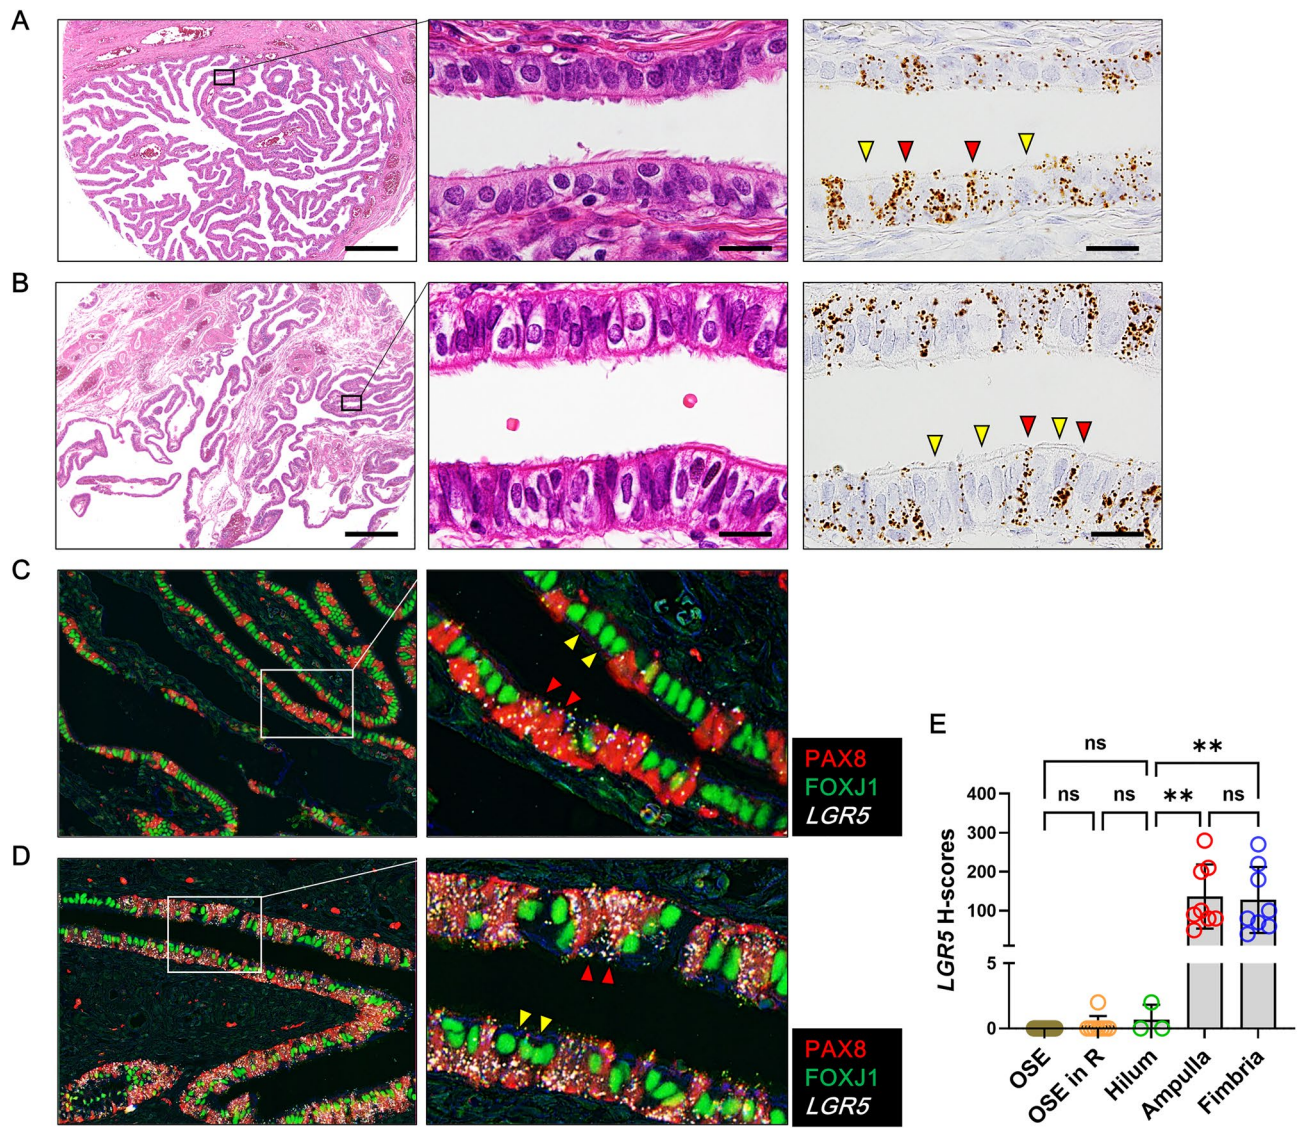 A
B
C
PAX8
FOXJ1
LGR5
D
PAX8
FOXJ1
LGR5
E
ns
**
ns
ns
**
ns
LGR5 H-scores
400
300
200
100
5
0
OSE
OSE in R
Hilum
Ampulla
Fimbria